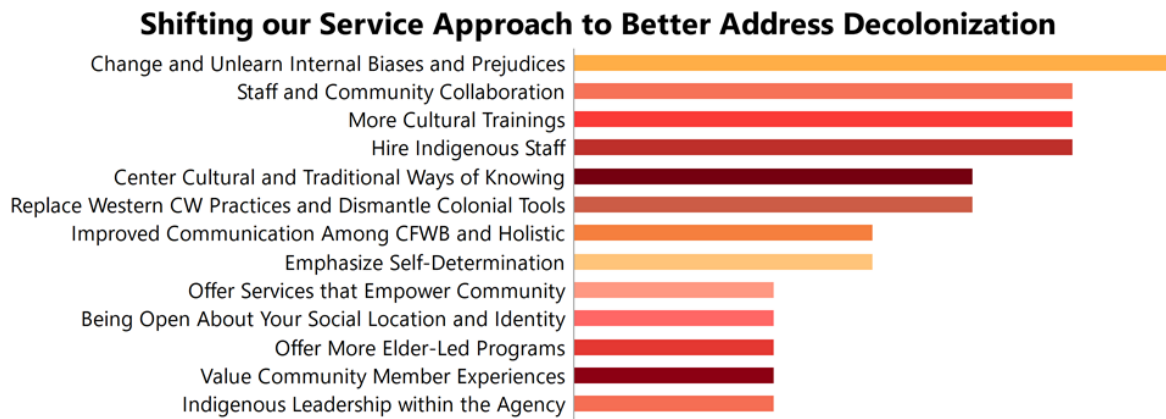 Shifting our Service Approach to Better Address Decolonization
Change and Unlearn Internal Biases and Prejudices
Staff and Community Collaboration
More Cultural Trainings
Hire Indigenous Staff
Center Cultural and Traditional Ways of Knowing
Replace Western CW Practices and Dismantle Colonial Tools
Improved Communication Among CFWB and Holistic
Emphasize Self-Determination
Offer Services that Empower Community
Being Open About Your Social Location and Identity
Offer More Elder-Led Programs
Value Community Member Experiences
Indigenous Leadership within the Agency